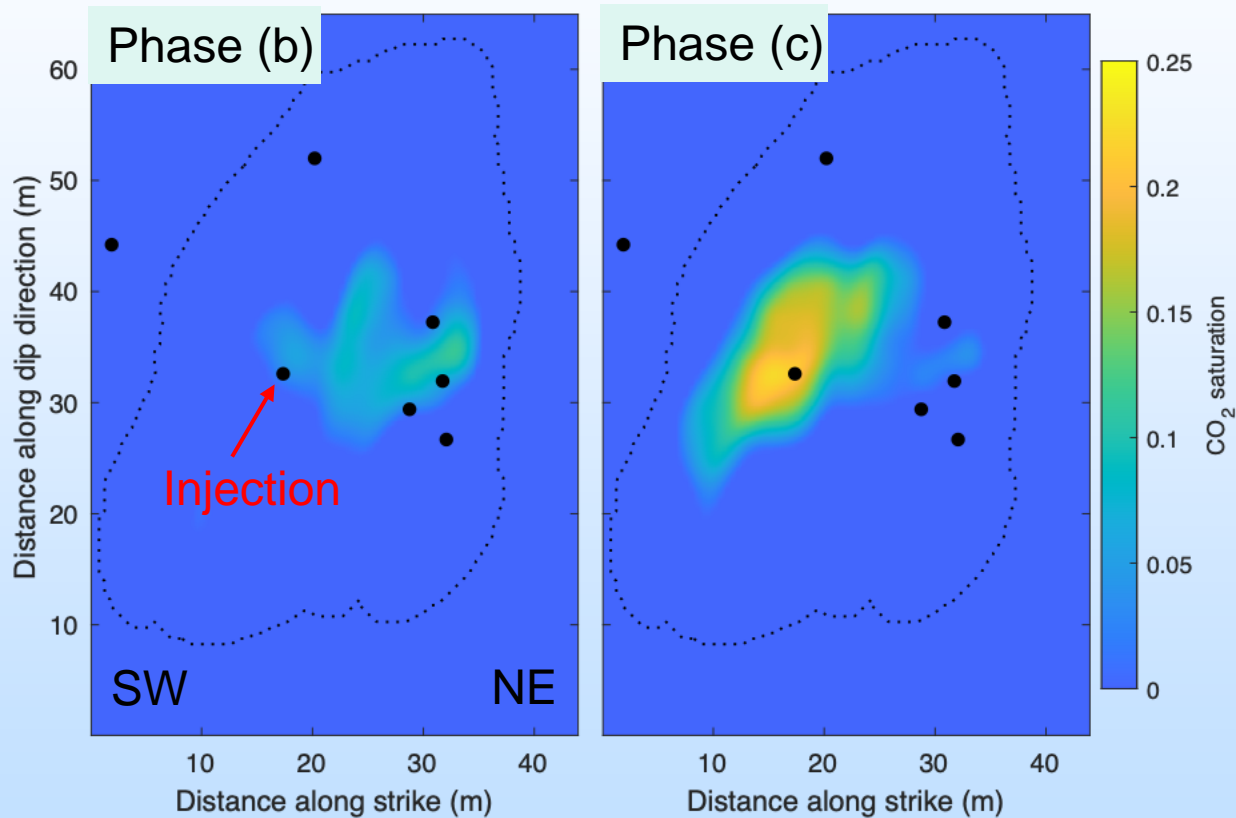 Phase (b)
Phase (c)
60
50
40
30
20
10
Distance along dip direction (m)
Injection
SW
NE
10
20
30
40
Distance along strike (m)
10
20
30
40
Distance along strike (m)
0.25
0.2
0.15
0.1
0.05
0
CO₂ saturation